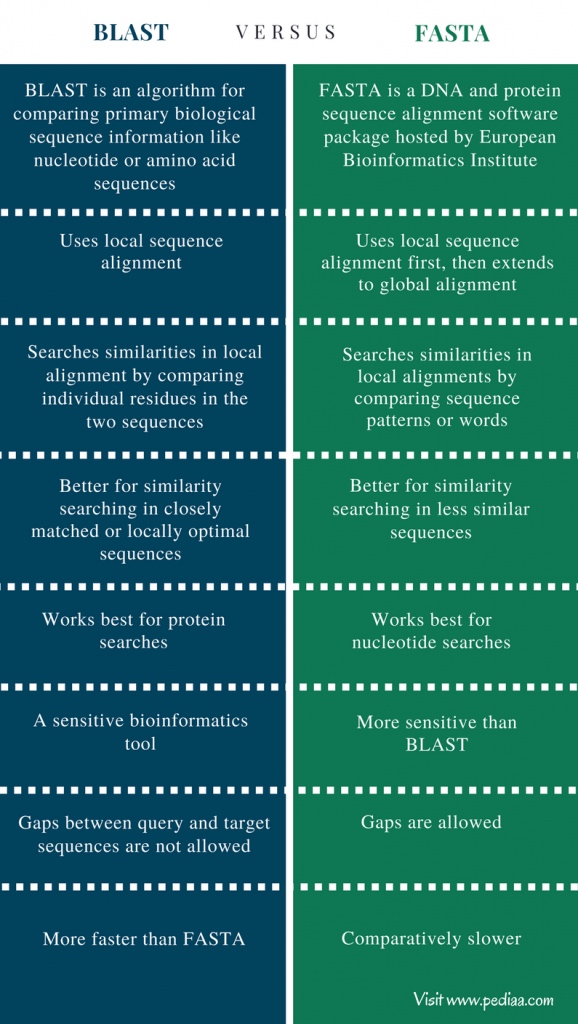 BLAST VERSUS FASTA
BLAST is an algorithm for
comparing primary biological
sequence information like
nucleotide or amino acid
sequences
FASTA is a DNA and protein
sequence alignment software
package hosted by European
Bioinformatics Institute
Uses local sequence
alignment
Uses local sequence
alignment first, then extends
to global alignment
Searches similarities in local
alignment by comparing
individual residues in the
two sequences
Searches similarities in
local alignments by
comparing sequence
patterns or words
Better for similarity
searching in closely
matched or locally optimal
sequences
Better for similarity
searching in less similar
sequences
Works best for protein
searches
Works best for
nucleotide searches
A sensitive bioinformatics
tool
More sensitive than
BLAST
Gaps between query and target
sequences are not allowed
Gaps are allowed
More faster than FASTA
Comparatively slower
Visit www.pediaa.com